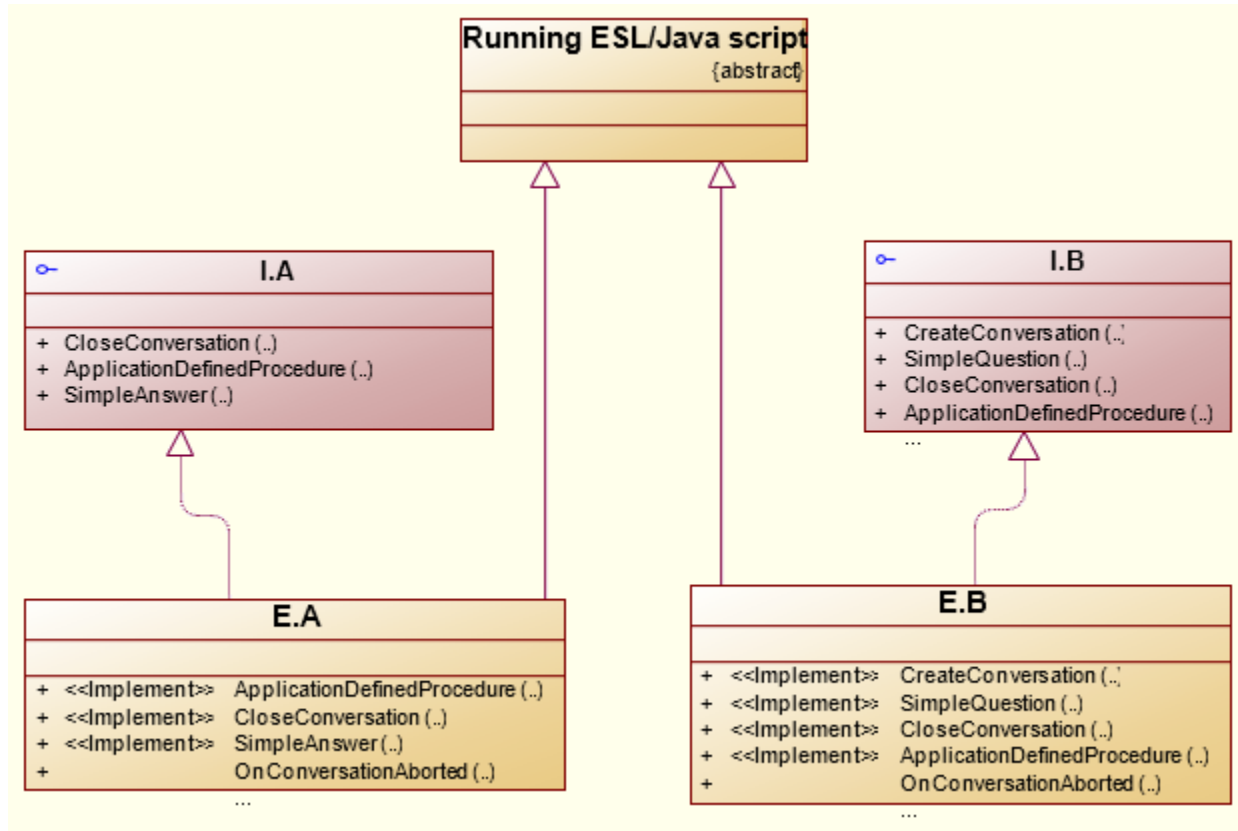 Running ESL/Java script
{abstract}
I.A
+ CloseConversation (..)
+ ApplicationDefinedProcedure (..)
+ SimpleAnswer (..)
I.B
+ CreateConversation (..)
+ SimpleQuestion (..)
+ CloseConversation (..)
+ ApplicationDefinedProcedure (..)
...
E.A
+ <<Implement>> ApplicationDefinedProcedure (..)
+ <<Implement>> CloseConversation (..)
+ <<Implement>> SimpleAnswer (..)
+ OnConversationAborted (..)
...
E.B
+ <<Implement>> CreateConversation (..)
+ <<Implement>> SimpleQuestion (..)
+ <<Implement>> CloseConversation (..)
+ <<Implement>> ApplicationDefinedProcedure (..)
+ OnConversationAborted (..)
...